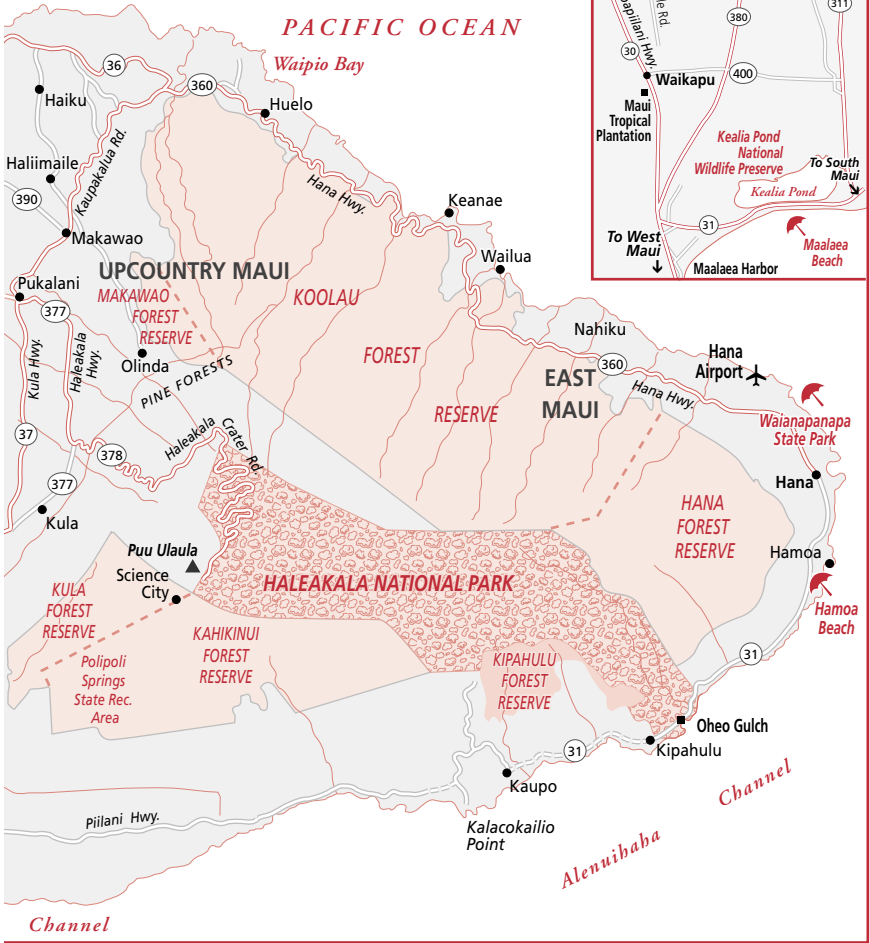 PACIFIC OCEAN
Waipio Bay
36
360
Haiku
Huelo
Kaupakalua Rd.
Haliimaile
390
Hana Hwy.
Keanae
Makawao
Wailua
UPCOUNTRY MAUI
Pukalani
MAKAWAO
FOREST
RESERVE
KOOLAU
FOREST
RESERVE
377
Kula Hwy.
Haleakala
Hwy.
Olinda
PINE FORESTS
Nahiku
360
EAST
MAUI
Hana Hwy.
Hana
Airport
Waianapanapa
State Park
37
378
Haleakala
Crater Rd.
377
Kula
Hana
HANA
FOREST
RESERVE
Hamoa
Hamoa
Beach
Puu Ulaula
Science
City
HALEAKALA NATIONAL PARK
KULA
FOREST
RESERVE
KAHIKINUI
FOREST
RESERVE
Polipoli
Springs
State Rec.
Area
KIPAHULU
FOREST
RESERVE
31
Oheo Gulch
Kipahulu
31
Kaupo
Piilani Hwy.
Kalacokailio
Point
Alenuihaha
Channel
Channel
311
le Rd.
380
30
Waikapu
400
Maui
Tropical
Plantation
Kealia Pond
National
Wildlife Preserve
To South
Maui
Kealia Pond
31
To West
Maui
Maalaea
Beach
Maalaea Harbor